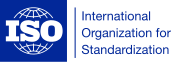 ISO
International
Organization for
Standardization